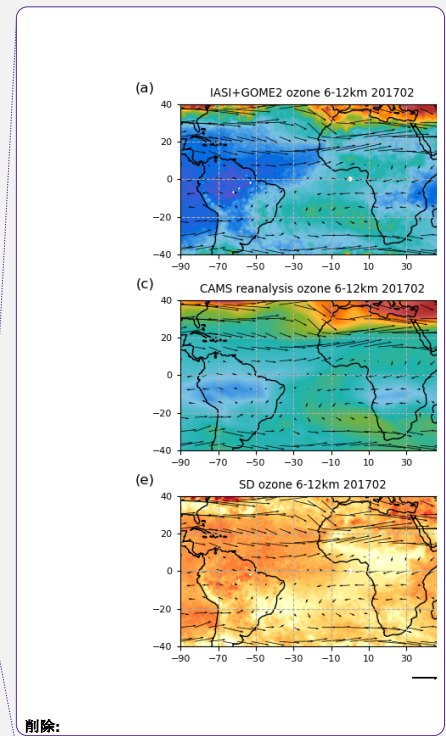 (a)
IASI+GOME2 ozone 6-12km 201702
40
20
0
−20
−40
−90 −70 −50 −30 −10 10 30
(c)
CAMS reanalysis ozone 6-12km 201702
40
20
0
−20
−40
−90 −70 −50 −30 −10 10 30
(e)
SD ozone 6-12km 201702
40
20
0
−20
−40
−90 −70 −50 −30 −10 10 30
削除: